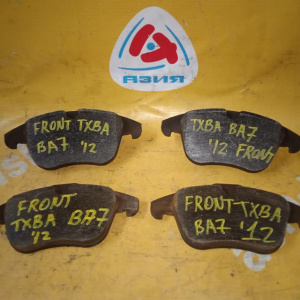 АЗИЯ
FRONT TXBA
BA7 '12
TXBA BA7
'12 FRONT
FRONT
TXBA BA7
'12
FRONT TXBA
BA7 '12